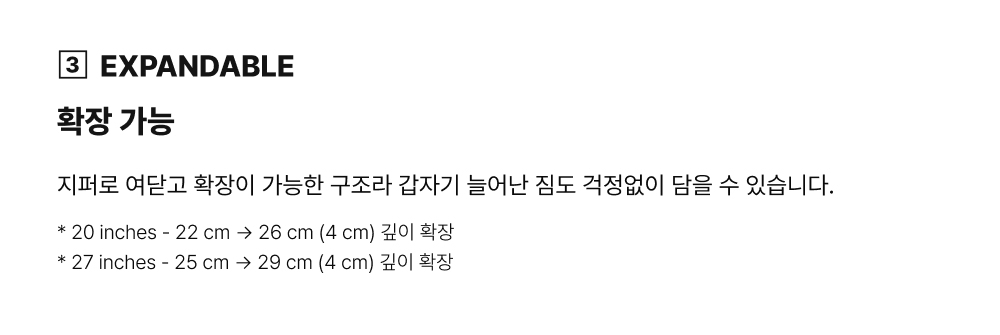 3 EXPANDABLE
확장 가능
지퍼로 여닫고 확장이 가능한 구조라 갑자기 늘어난 짐도 걱정없이 담을 수 있습니다.
* 20 inches - 22 cm → 26 cm (4 cm) 깊이 확장
* 27 inches - 25 cm → 29 cm (4 cm) 깊이 확장